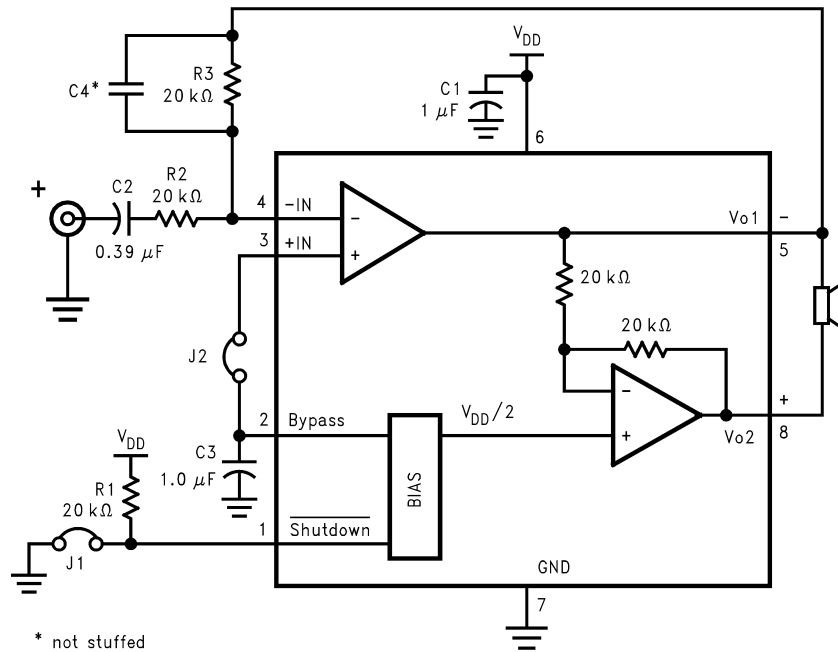 V_DD
C4*
R3
20 kΩ
C1
1 μF
6
+
C2
R2
20 kΩ
0.39 μF
4
-IN
-
3
+IN
+
Vo1
-
5
20 kΩ
20 kΩ
J2
2
Bypass
V_DD/2
-
+
+
Vo2
8
V_DD
C3
1.0 μF
R1
20 kΩ
BIAS
1
Shutdown
J1
GND
7
* not stuffed